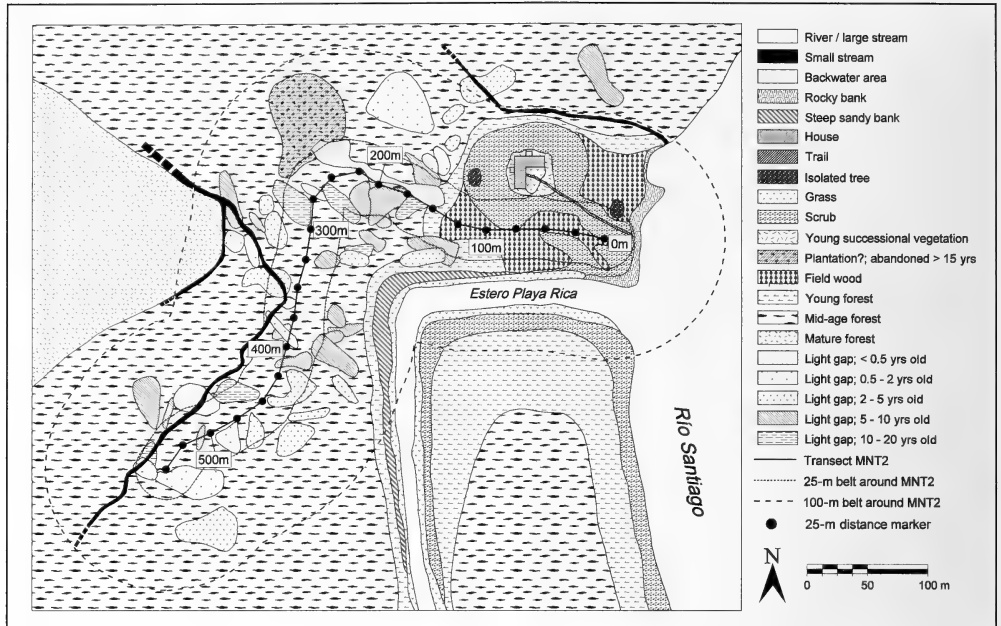 200m
300m
100m
0m
Estero Playa Rica
400m
500m
Río Santiago
River / large stream
Small stream
Backwater area
Rocky bank
Steep sandy bank
House
Trail
Isolated tree
Grass
Scrub
Young successional vegetation
Plantation?; abandoned > 15 yrs
Field wood
Young forest
Mid-age forest
Mature forest
Light gap; < 0.5 yrs old
Light gap; 0.5 - 2 yrs old
Light gap; 2 - 5 yrs old
Light gap; 5 - 10 yrs old
Light gap; 10 - 20 yrs old
Transect MNT2
25-m belt around MNT2
100-m belt around MNT2
25-m distance marker
N
0 50 100 m